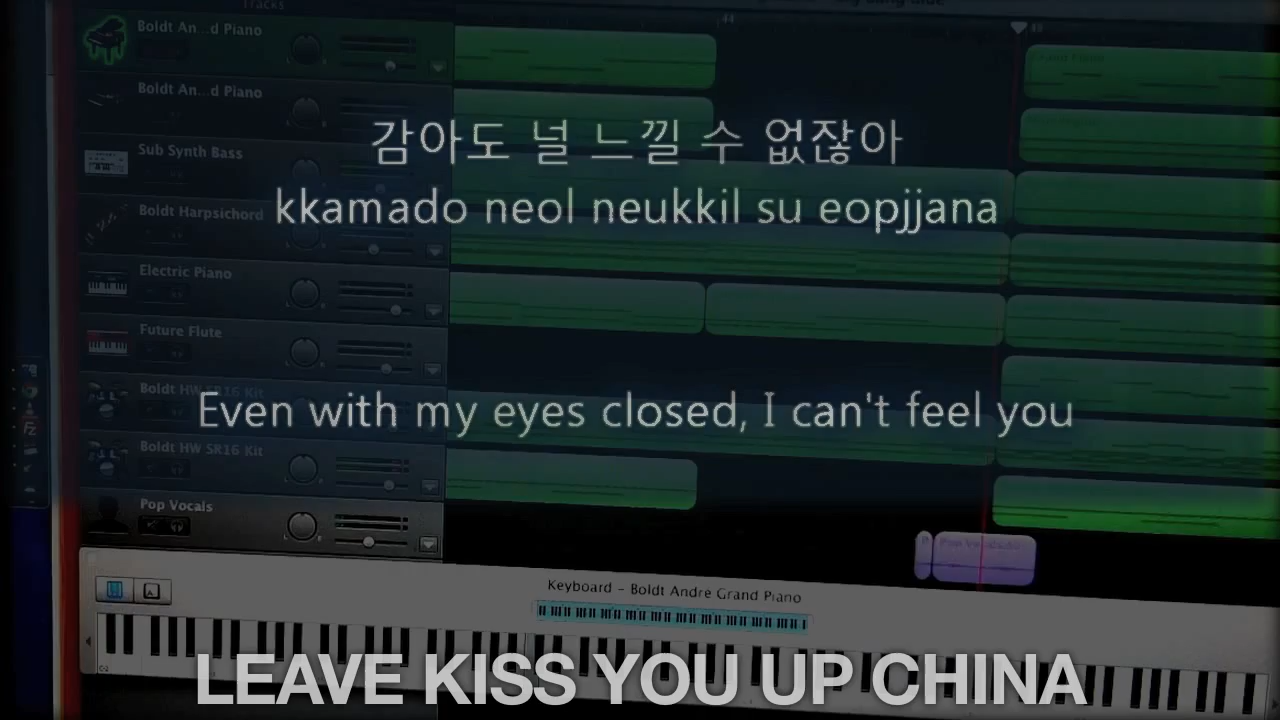 Tracks
Boldt An...d Piano
Boldt An...d Piano
Sub Synth Bass
Boldt Harpsichord
Electric Piano
Future Flute
Boldt HW SR16 Kit
Boldt HW SR16 Kit
Pop Vocals
44
감아도 널 느낄 수 없잖아
kkamado neol neukkil su eopjjana
Even with my eyes closed, I can't feel you
Keyboard – Boldt Andre Grand Piano
LEAVE KISS YOU UP CHINA